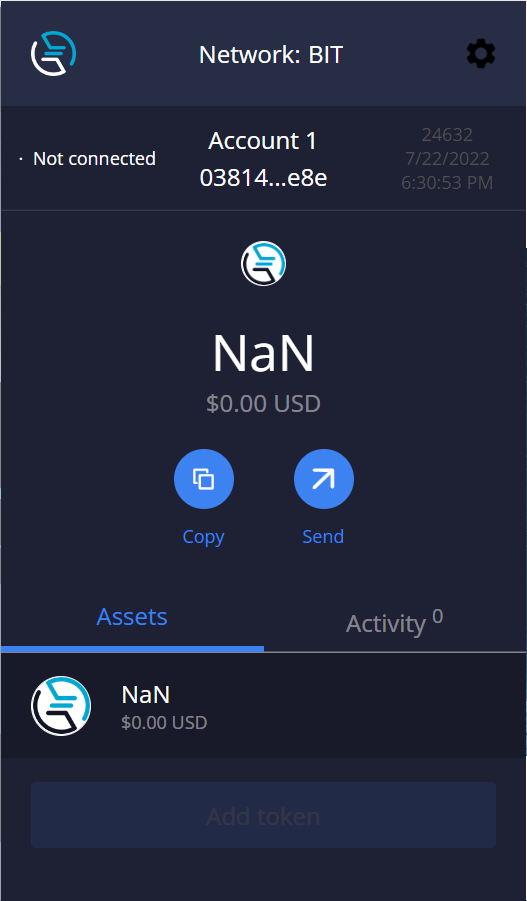 Network: BIT
· Not connected
Account 1
03814...e8e
24632
7/22/2022
6:30:53 PM
NaN
$0.00 USD
Copy
Send
Assets
Activity 0
NaN
$0.00 USD
Add token